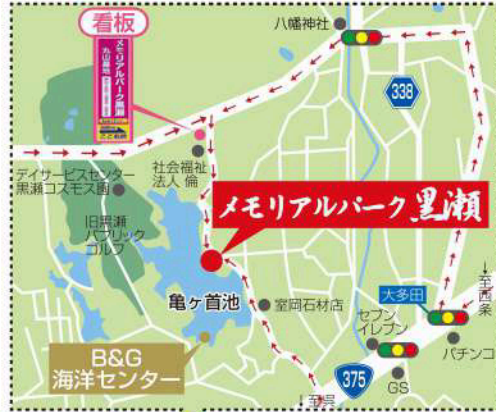 看板
メモリアルパーク黒瀬
丸山墓地
八幡神社
338
社会福祉
法人 倫
デイサービスセンター
黒瀬コスモス園
旧黒瀬
パブリック
ゴルフ
メモリアルパーク 黒瀬
亀ヶ首池
室岡石材店
B&G
海洋センター
大多田
↑至西条
セブン
イレブン
パチンコ
GS
375
←至呉